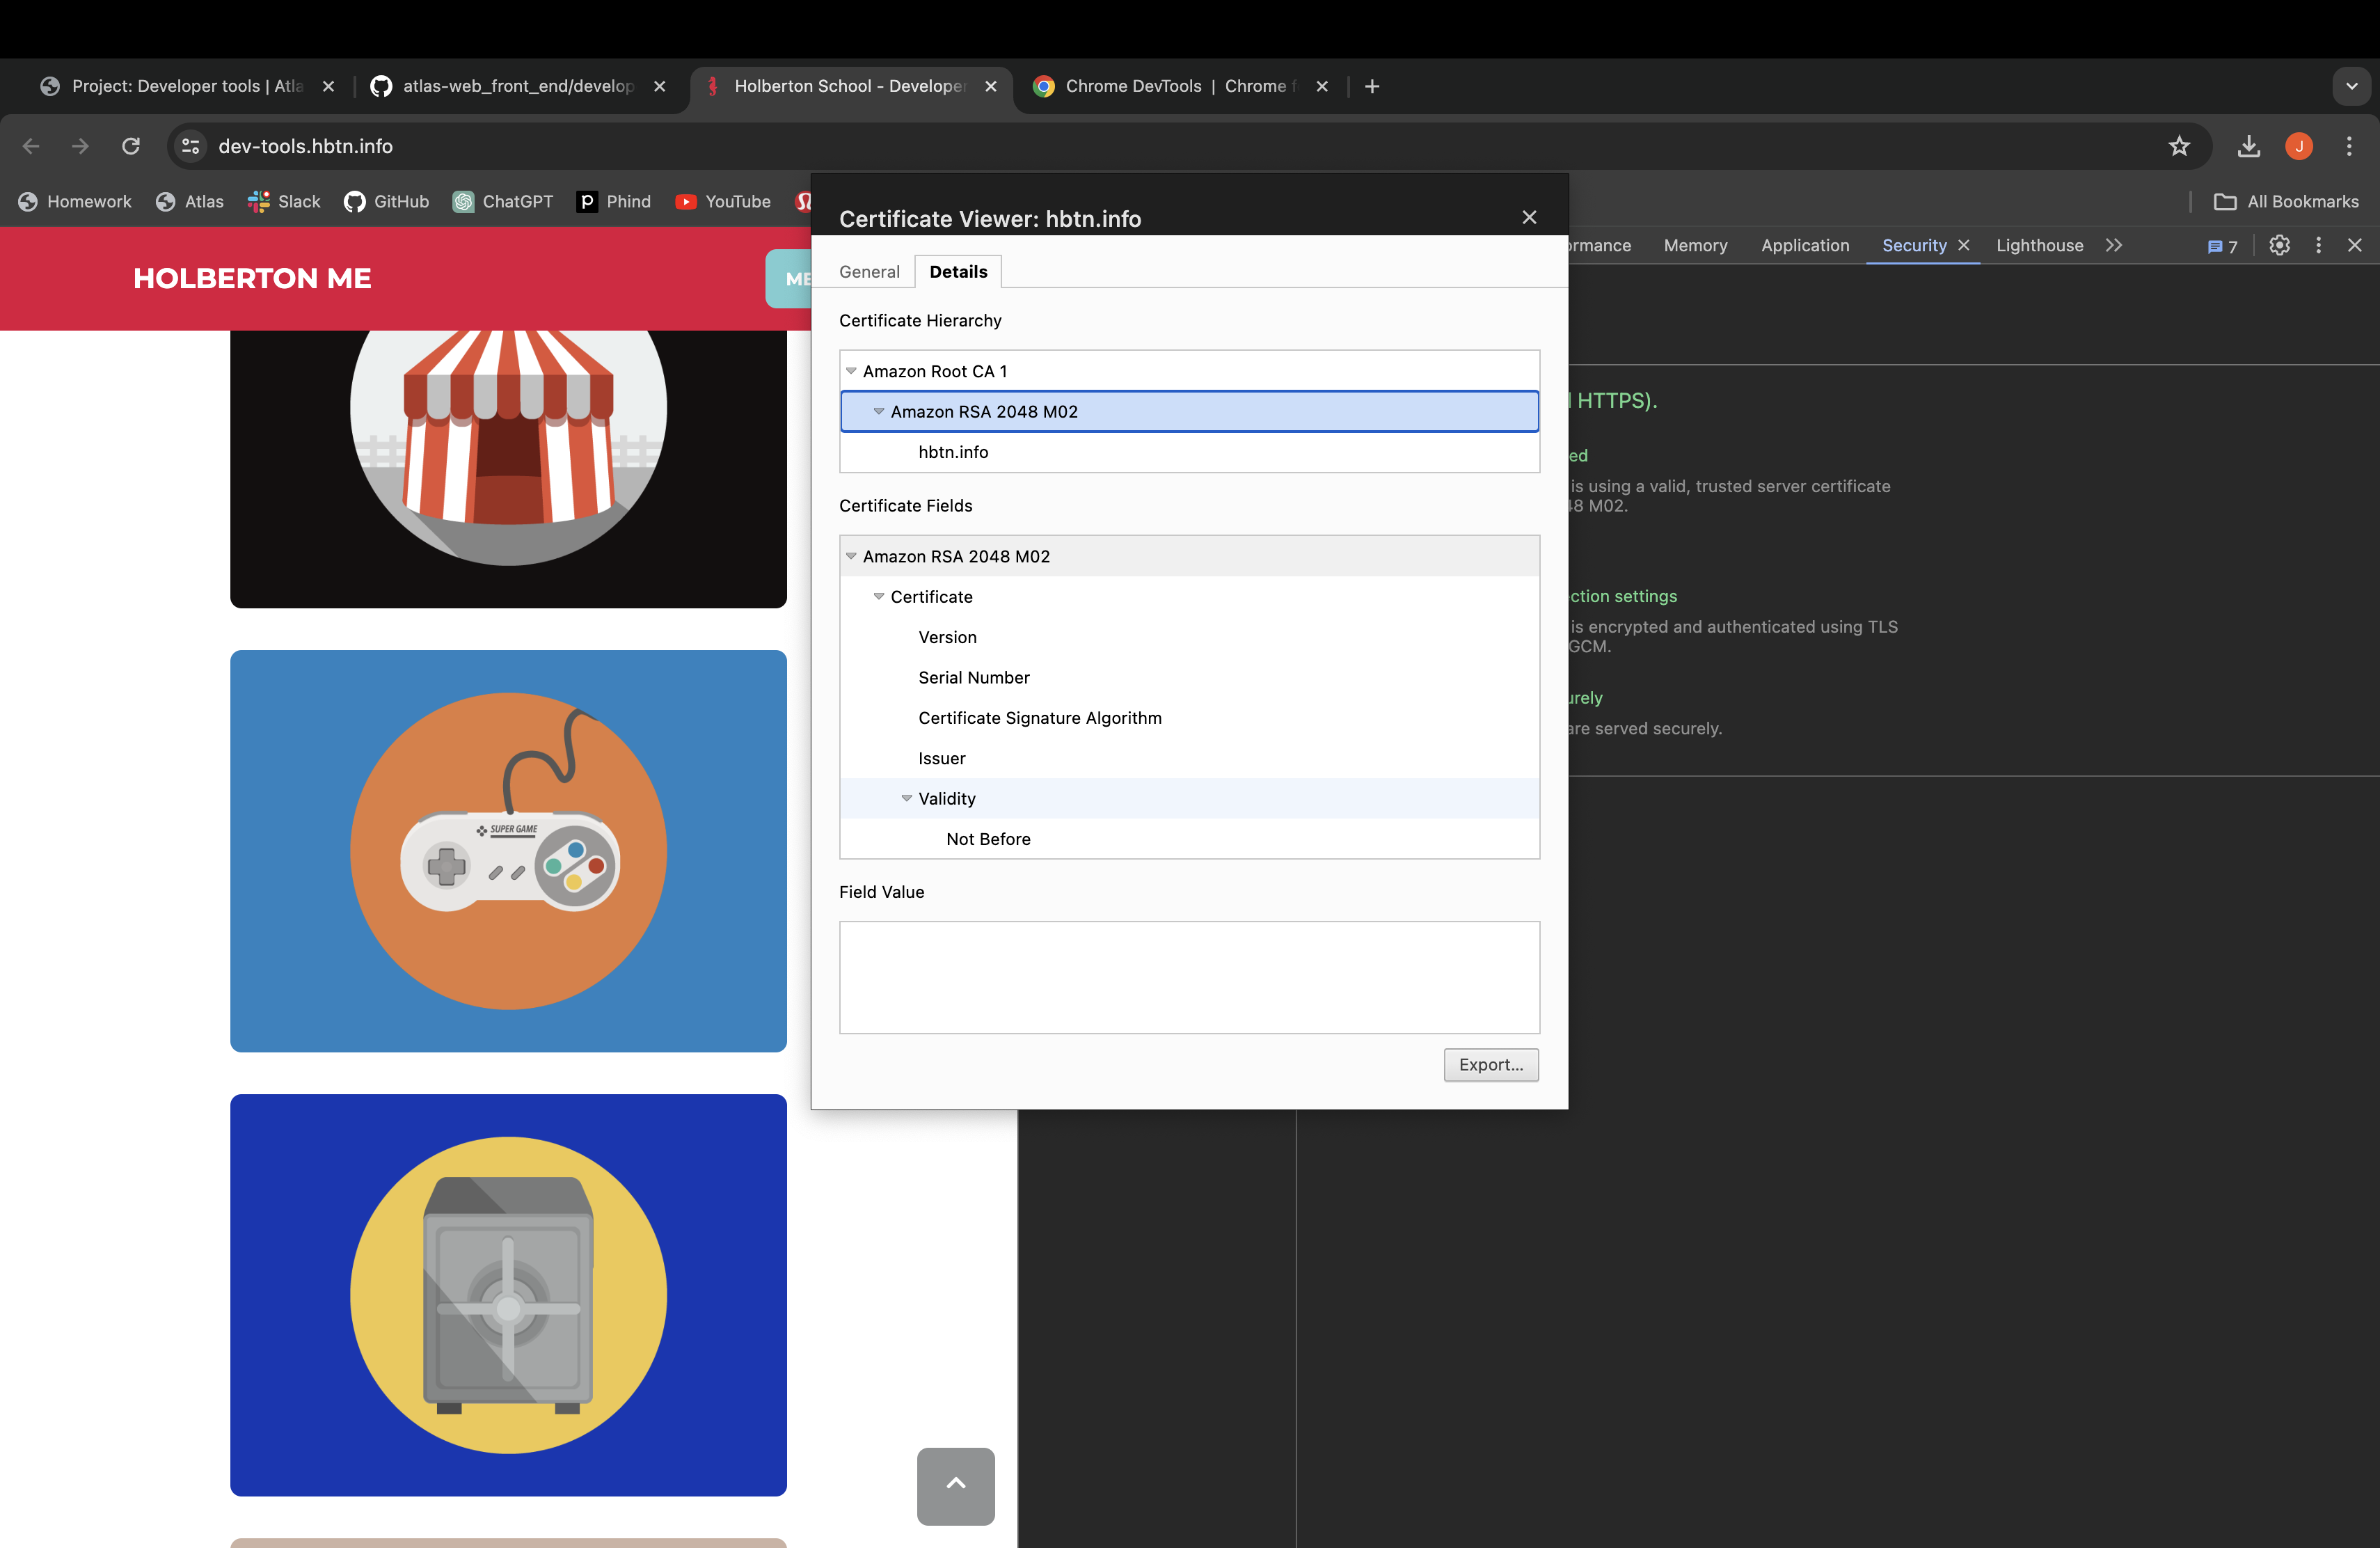 Project: Developer tools | Atla
atlas-web_front_end/develop
Holberton School - Developer
Chrome DevTools | Chrome f
dev-tools.hbtn.info
J
Homework
Atlas
Slack
GitHub
ChatGPT
Phind
YouTube
All Bookmarks
HOLBERTON ME
ME
Certificate Viewer: hbtn.info
General
Details
Certificate Hierarchy
Amazon Root CA 1
Amazon RSA 2048 M02
hbtn.info
Certificate Fields
Amazon RSA 2048 M02
Certificate
Version
Serial Number
Certificate Signature Algorithm
Issuer
Validity
Not Before
Field Value
Export...
ormance
Memory
Application
Security
Lighthouse
7
HTTPS).
ed
is using a valid, trusted server certificate
48 M02.
ction settings
is encrypted and authenticated using TLS
GCM.
urely
are served securely.
SUPER GAME